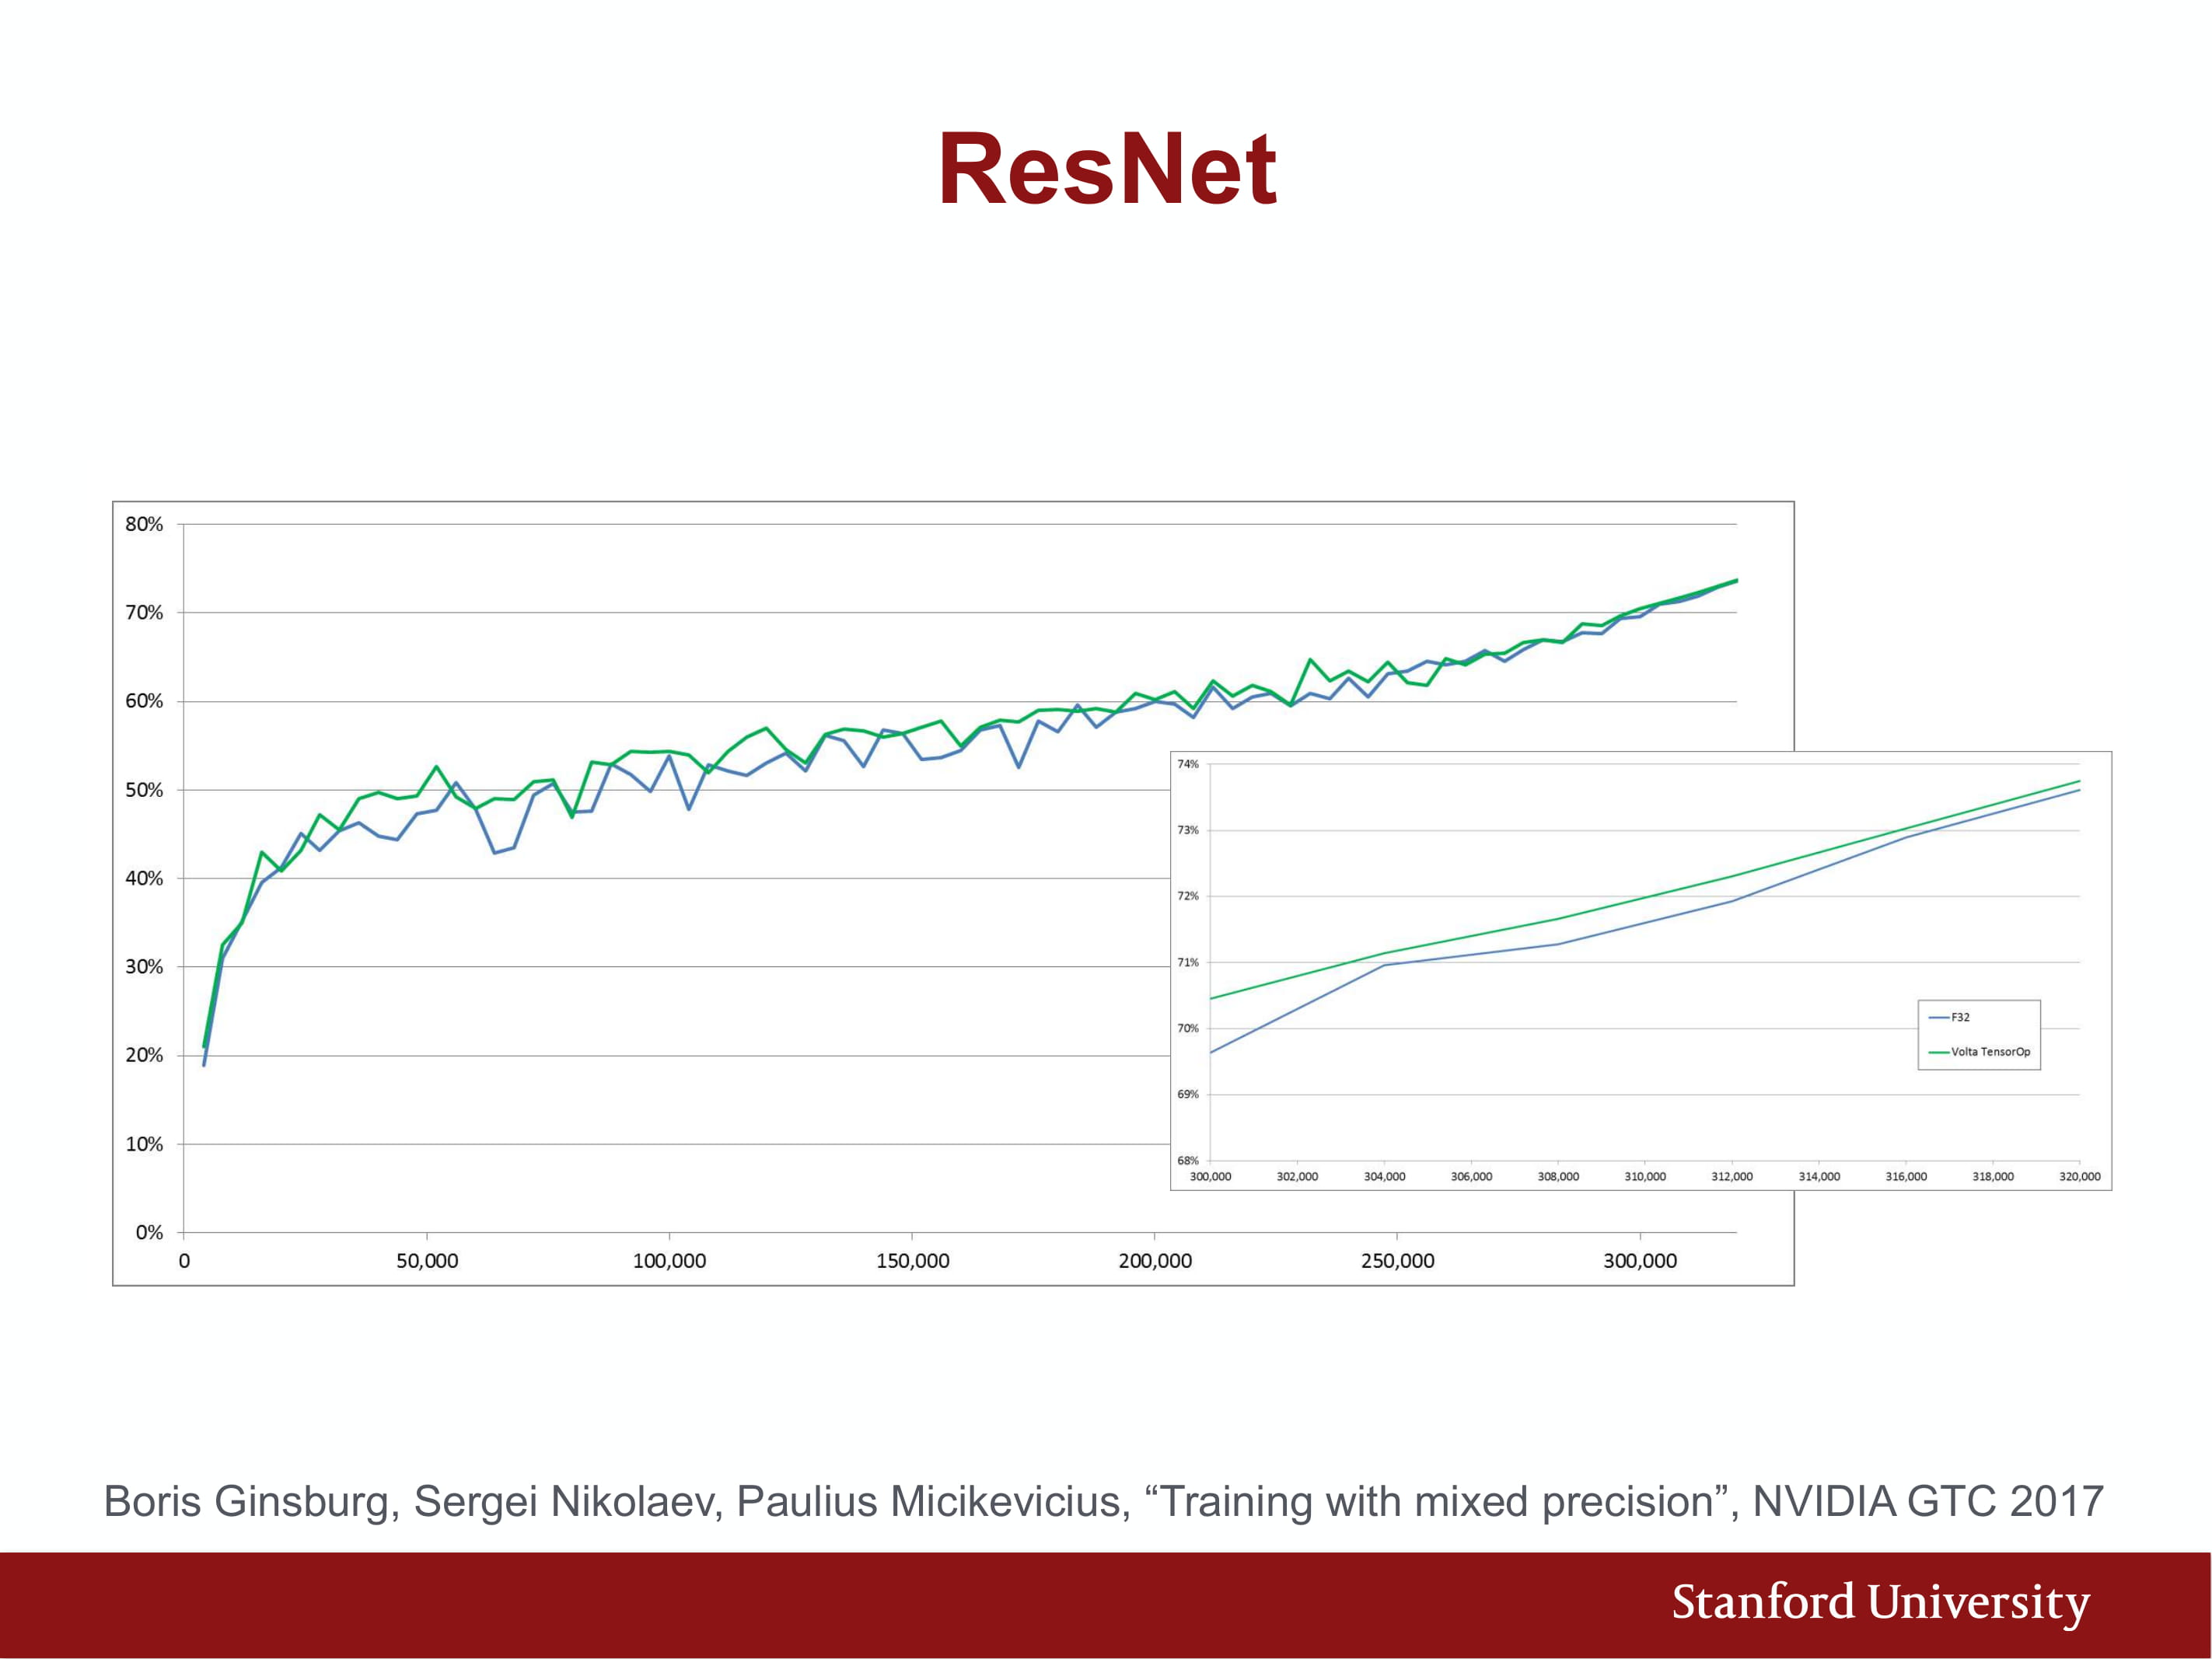 ResNet
80%
70%
60%
50%
40%
30%
20%
10%
0%
0 50,000 100,000 150,000 200,000 250,000 300,000
74%
73%
72%
71%
70%
69%
68%
F32
Volta TensorOp
300,000 302,000 304,000 306,000 308,000 310,000 312,000 314,000 316,000 318,000 320,000
Boris Ginsburg, Sergei Nikolaev, Paulius Micikevicius, “Training with mixed precision”, NVIDIA GTC 2017
Stanford University